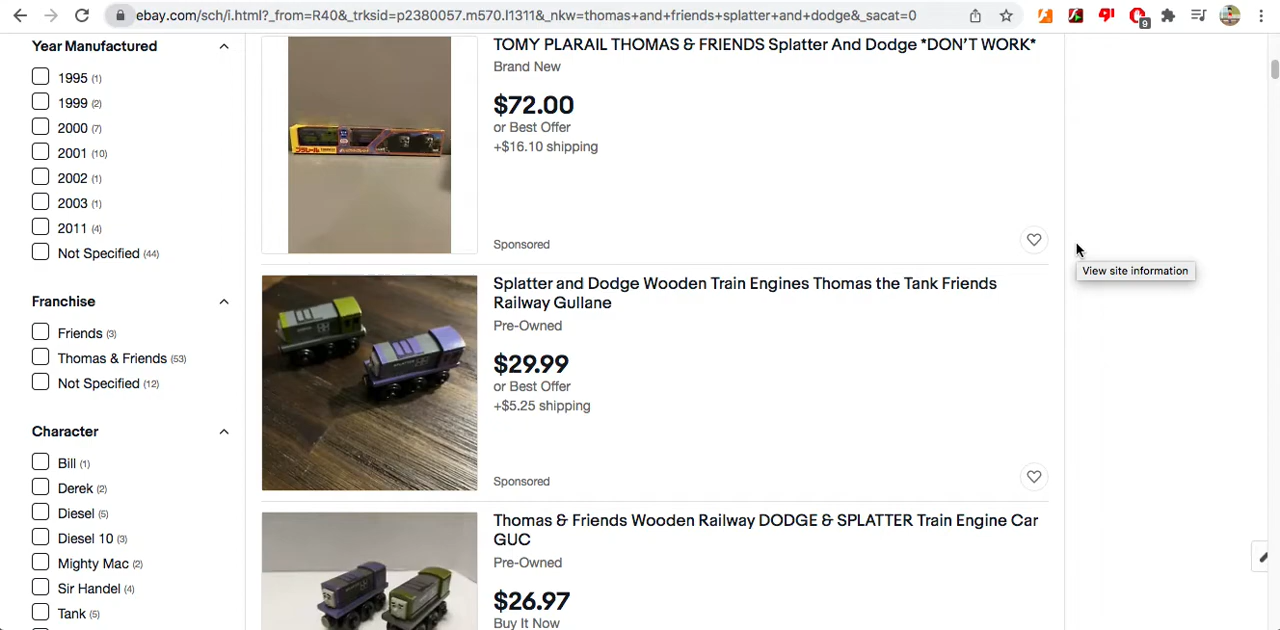 ebay.com/sch/i.html?_from=R40&_trksid=p2380057.m570.l1311&_nkw=thomas+and+friends+splatter+and+dodge&_sacat=0
9
Year Manufactured
1995 (1)
1999 (2)
2000 (7)
2001 (10)
2002 (1)
2003 (1)
2011 (4)
Not Specified (44)
Franchise
Friends (3)
Thomas & Friends (53)
Not Specified (12)
Character
Bill (1)
Derek (2)
Diesel (5)
Diesel 10 (3)
Mighty Mac (2)
Sir Handel (4)
Tank (5)
TOMY PLARAIL THOMAS & FRIENDS Splatter And Dodge *DON'T WORK*
Brand New
$72.00
or Best Offer
+$16.10 shipping
Sponsored
Splatter and Dodge Wooden Train Engines Thomas the Tank Friends
Railway Gullane
Pre-Owned
$29.99
or Best Offer
+$5.25 shipping
Sponsored
Thomas & Friends Wooden Railway DODGE & SPLATTER Train Engine Car
GUC
Pre-Owned
$26.97
Buy It Now
View site information